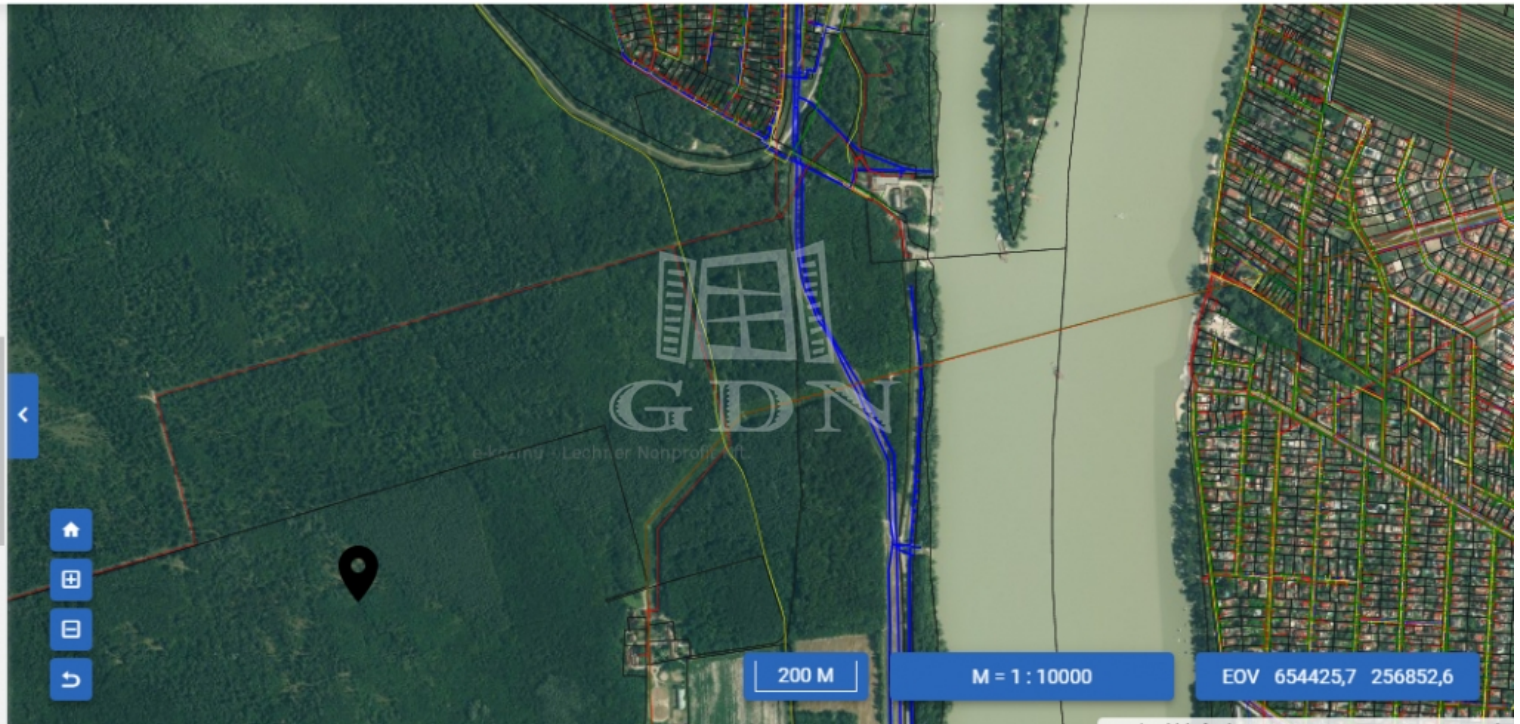 GDN
e-közmű - Lechner Nonprofit Kft.
200 M
M = 1 : 10000
EOV 654425,7 256852,6